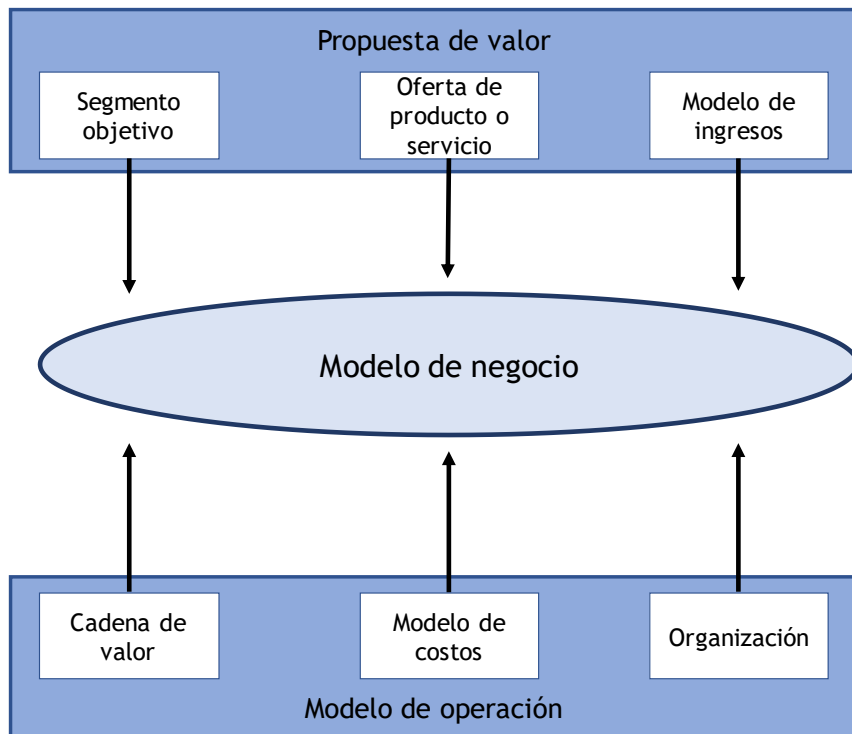 Propuesta de valor
Segmento
objetivo
Oferta de
producto o
servicio
Modelo de
ingresos
Modelo de negocio
Cadena de
valor
Modelo de
costos
Organización
Modelo de operación